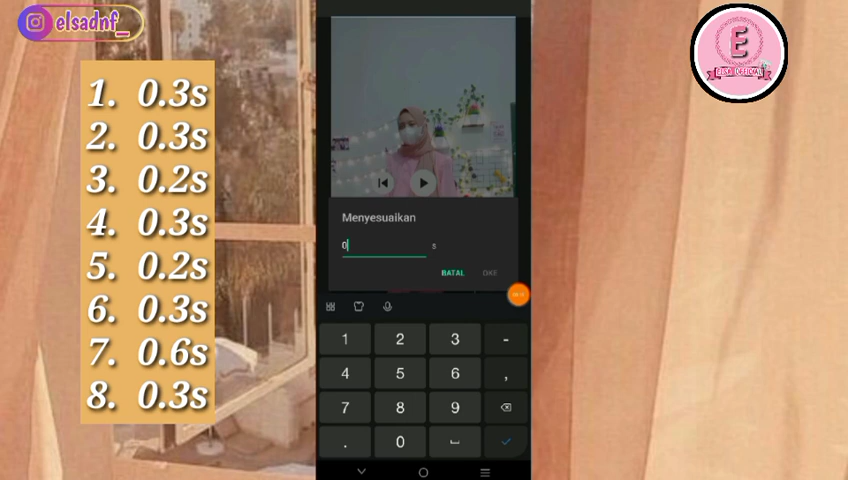 elsadnf_
E
ELSA OFFICIAL
1. 0.3s
2. 0.3s
3. 0.2s
4. 0.3s
5. 0.2s
6. 0.3s
7. 0.6s
8. 0.3s
Menyesuaikan
0
s
BATAL OKE
1 2 3 -
4 5 6 ,
7 8 9
. 0